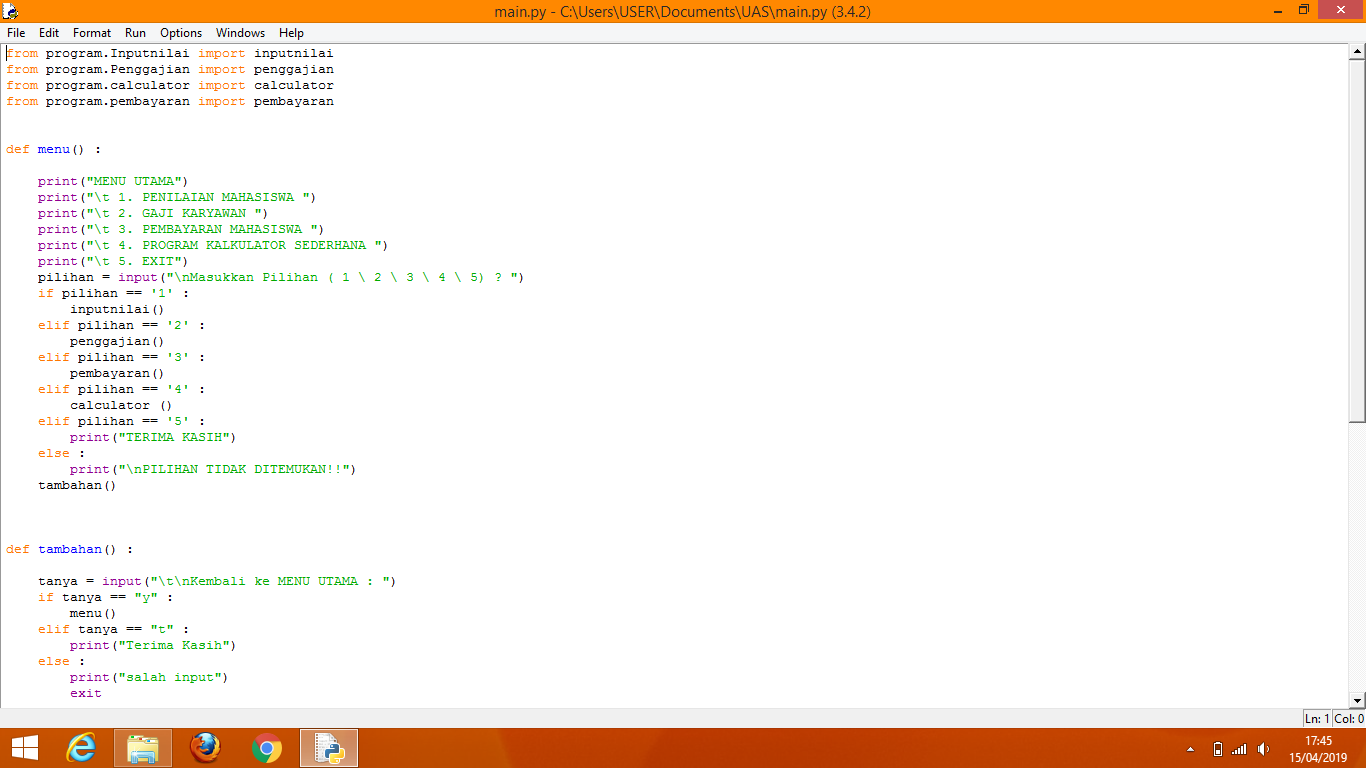 main.py - C:\Users\USER\Documents\UAS\main.py (3.4.2)
File Edit Format Run Options Windows Help
from program.Inputnilai import inputnilai
from program.Penggajian import penggajian
from program.calculator import calculator
from program.pembayaran import pembayaran
def menu() :
    print("MENU UTAMA")
    print("\t 1. PENILAIAN MAHASISWA ")
    print("\t 2. GAJI KARYAWAN ")
    print("\t 3. PEMBAYARAN MAHASISWA ")
    print("\t 4. PROGRAM KALKULATOR SEDERHANA ")
    print("\t 5. EXIT")
    pilihan = input("\nMasukkan Pilihan ( 1 \ 2 \ 3 \ 4 \ 5) ? ")
    if pilihan == '1' :
        inputnilai()
    elif pilihan == '2' :
        penggajian()
    elif pilihan == '3' :
        pembayaran()
    elif pilihan == '4' :
        calculator ()
    elif pilihan == '5' :
        print("TERIMA KASIH")
    else :
        print("\nPILIHAN TIDAK DITEMUKAN!!")
    tambahan()
def tambahan() :
    tanya = input("\t\nKembali ke MENU UTAMA : ")
    if tanya == "y" :
        menu()
    elif tanya == "t" :
        print("Terima Kasih")
    else :
        print("salah input")
        exit
Ln: 1 Col: 0
17:45
15/04/2019